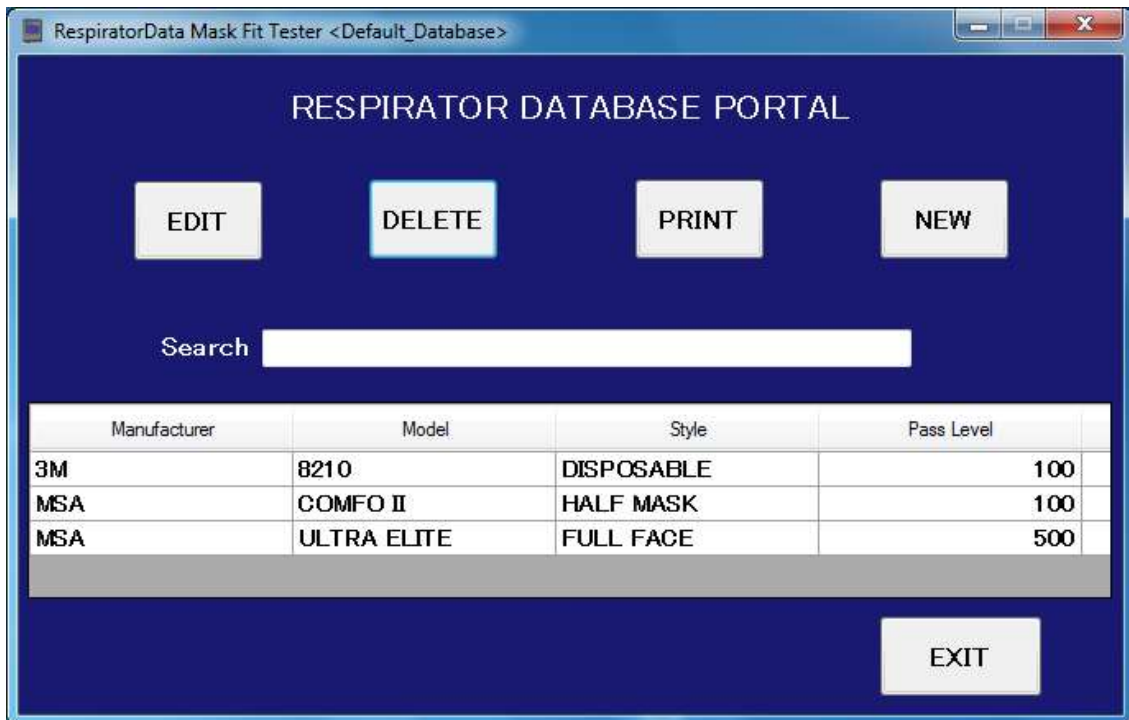 RespiratorData Mask Fit Tester <Default_Database>
RESPIRATOR DATABASE PORTAL
EDIT DELETE PRINT NEW
Search
Manufacturer Model Style Pass Level
3M 8210 DISPOSABLE 100
MSA COMFO II HALF MASK 100
MSA ULTRA ELITE FULL FACE 500
EXIT